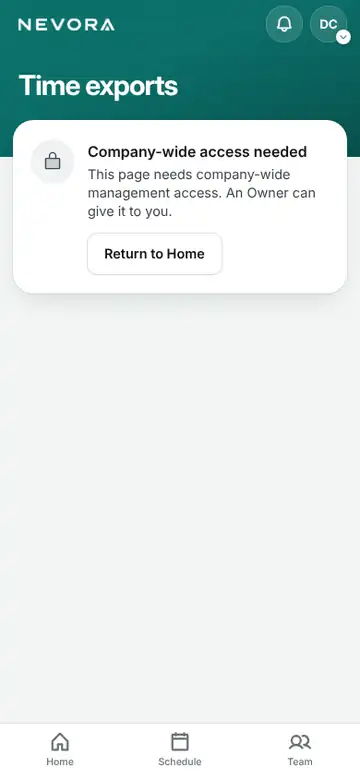 NEVORA
DC
Time exports
Company-wide access needed
This page needs company-wide
management access. An Owner can
give it to you.
Return to Home
Home
Schedule
Team